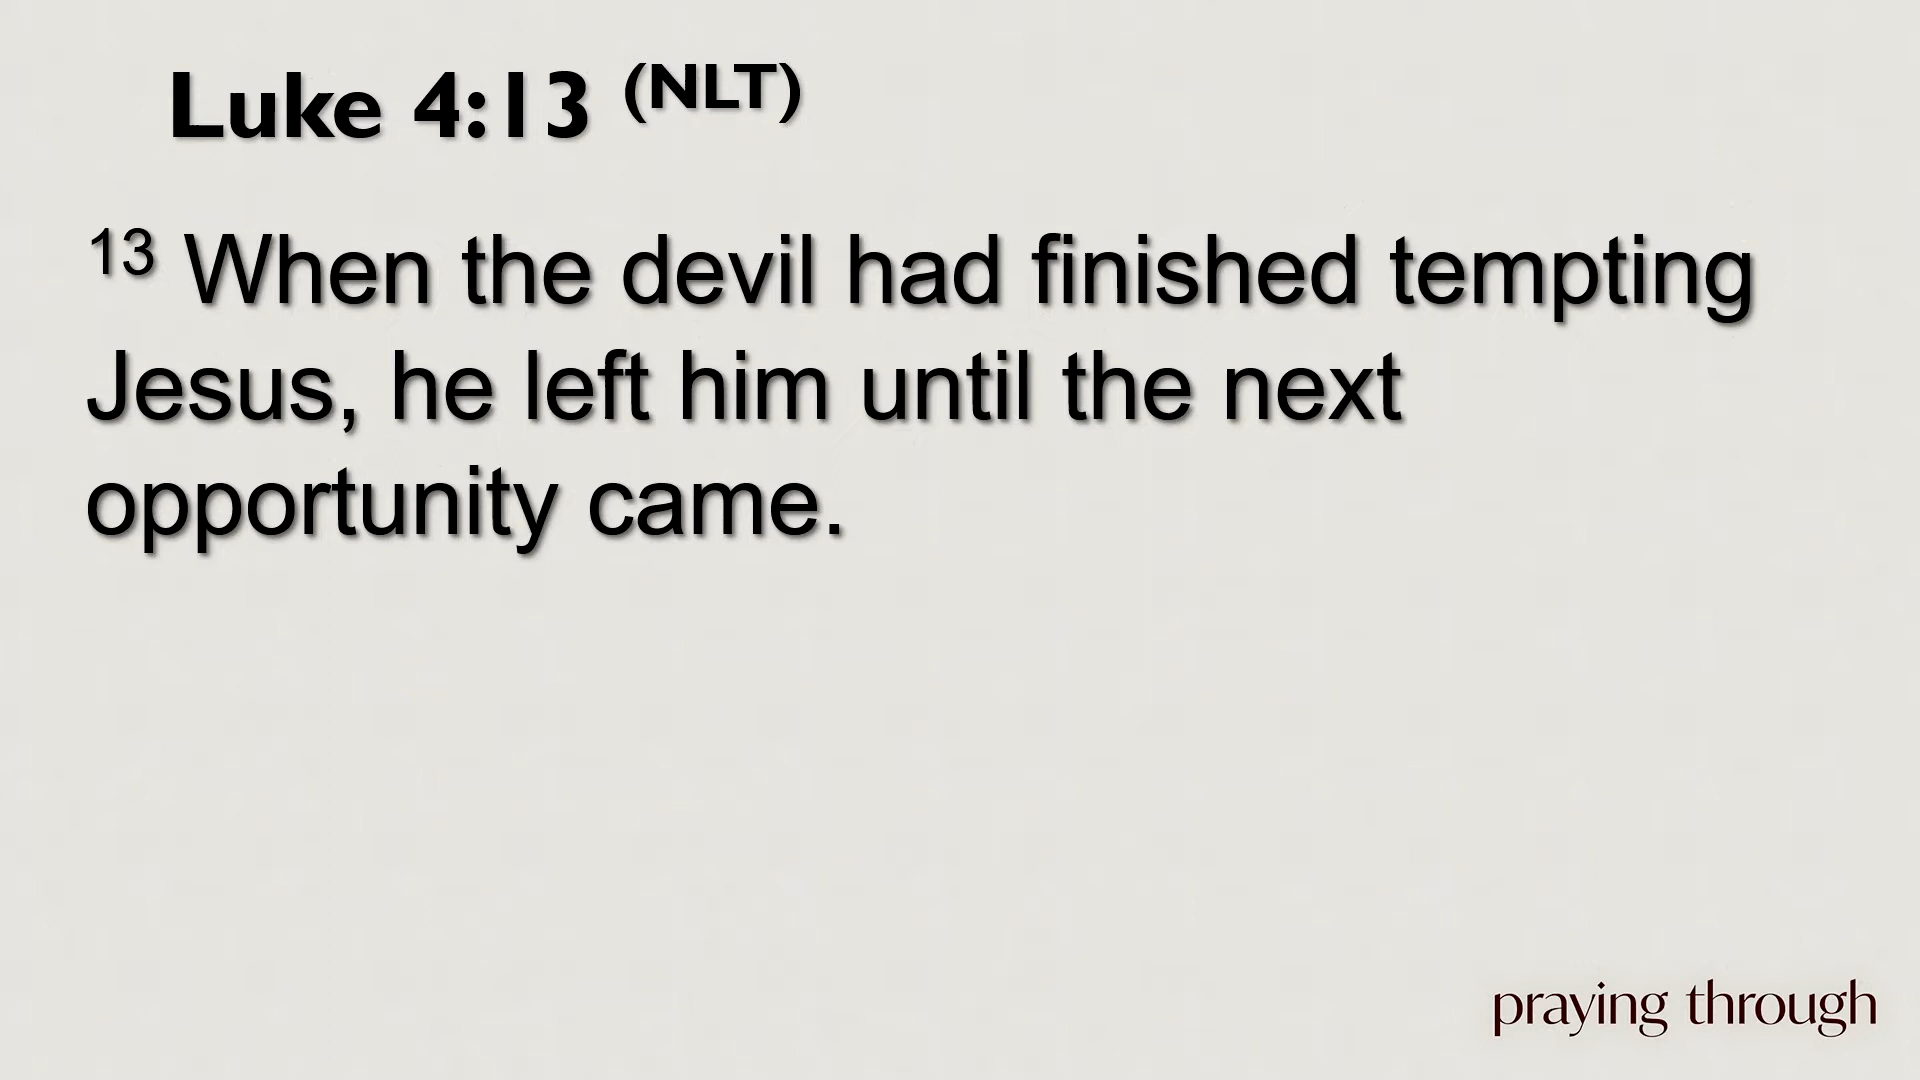 Luke 4:13 (NLT)
13 When the devil had finished tempting
Jesus, he left him until the next
opportunity came.
praying through